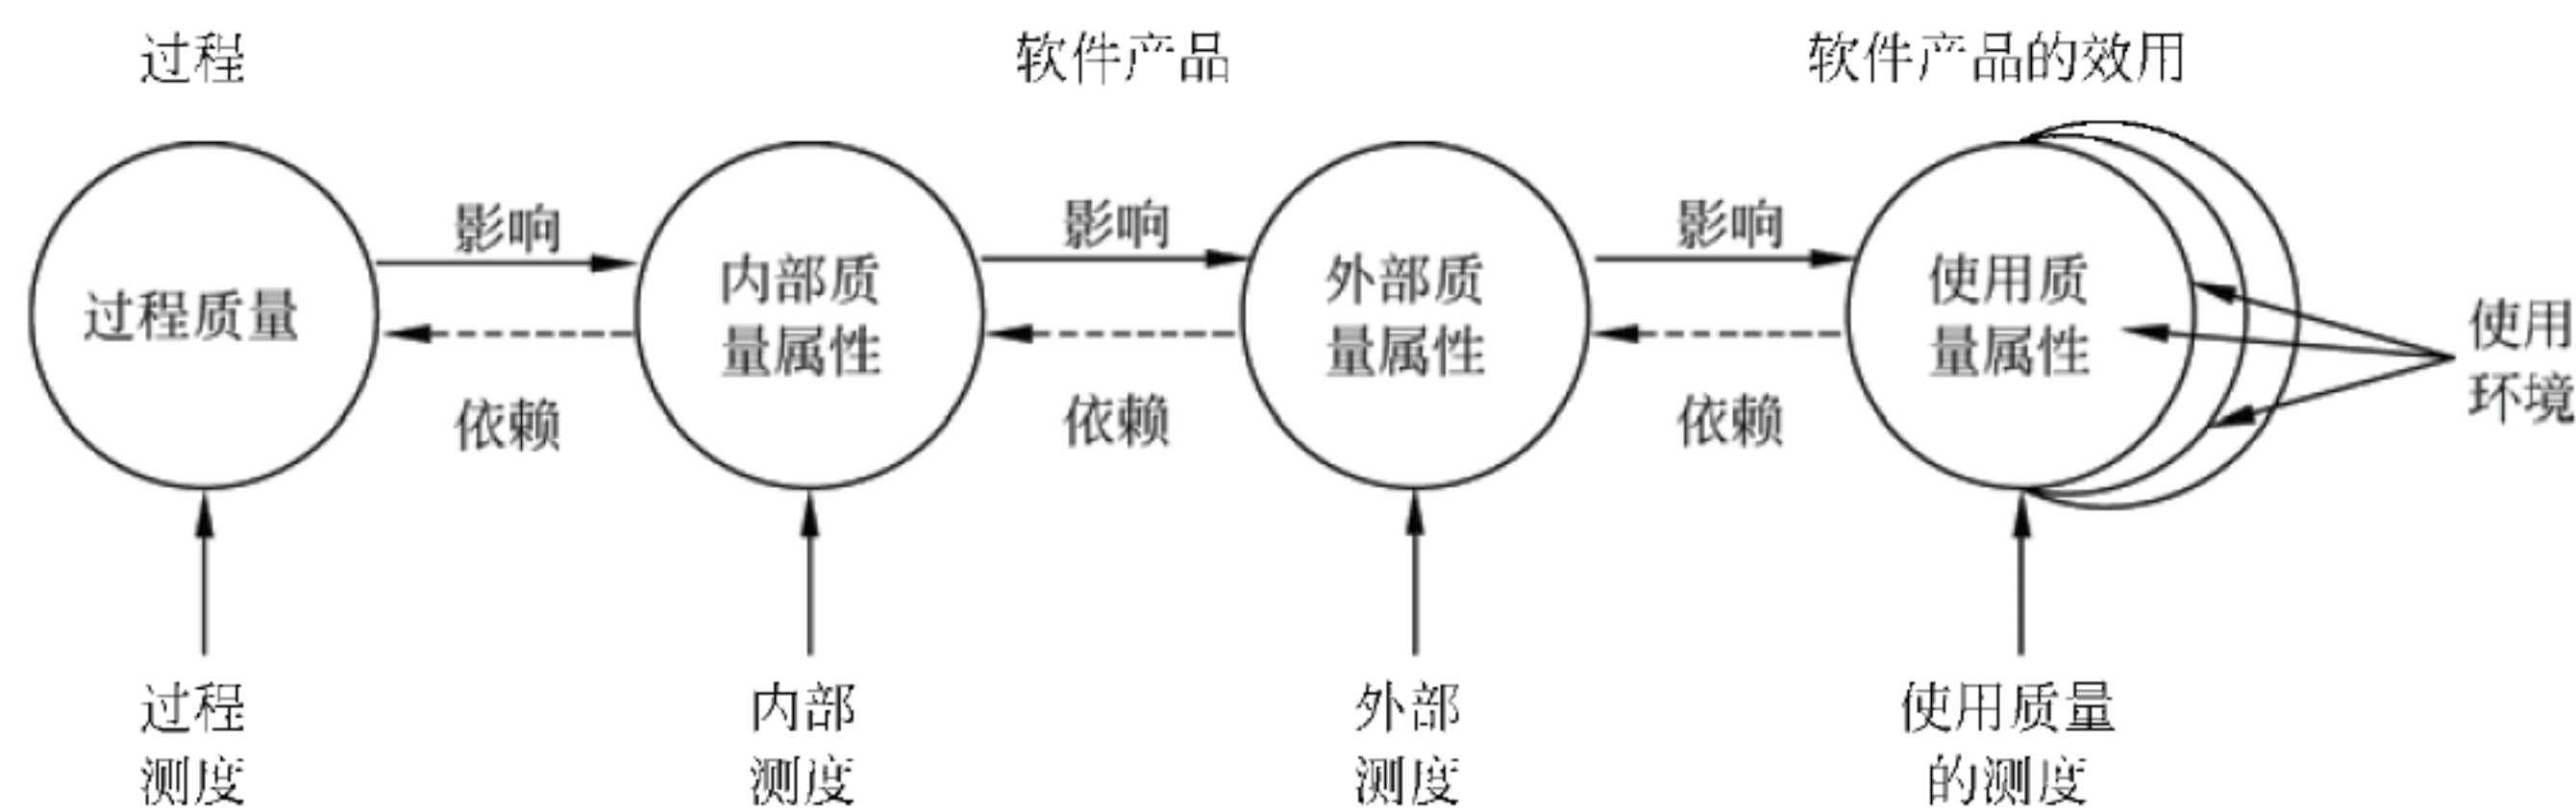 过程
软件产品
软件产品的效用
影响
影响
影响
过程质量
内部质
量属性
外部质
量属性
使用质
量属性
使用
环境
依赖
依赖
依赖
过程
测度
内部
测度
外部
测度
使用质量
的测度